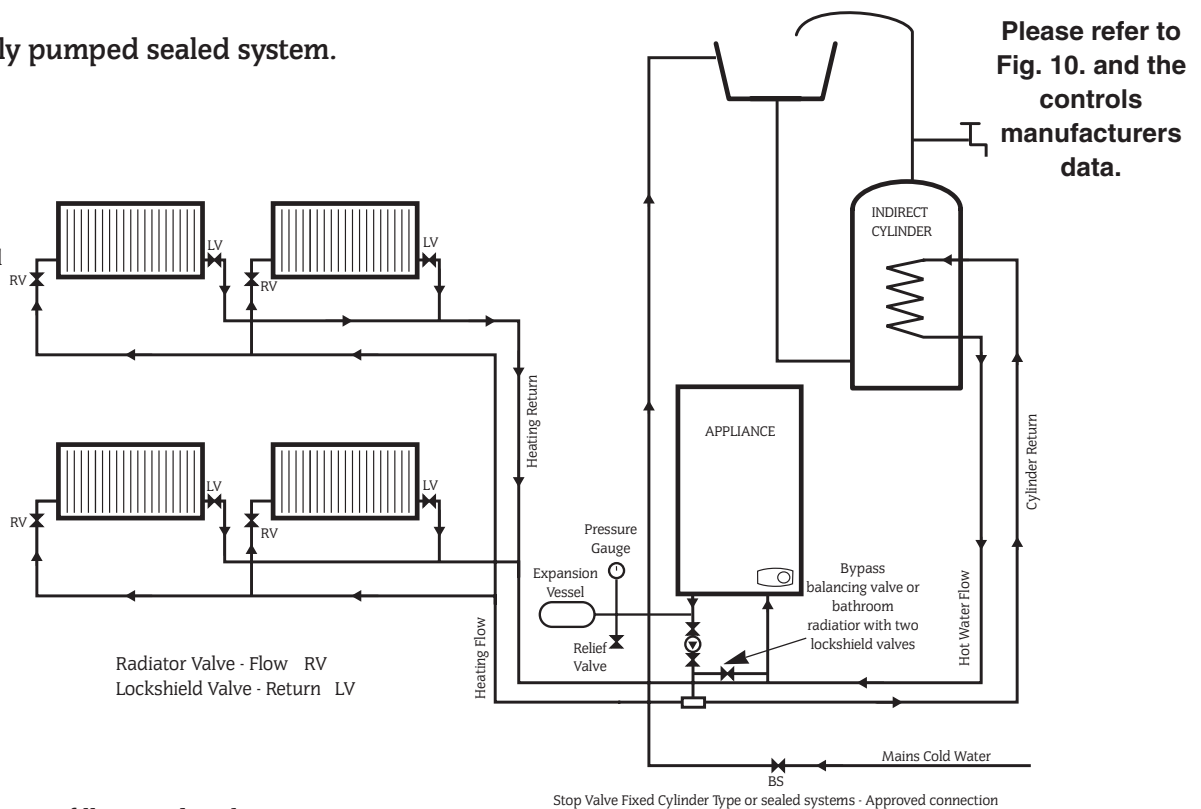 ly pumped sealed system.
Please refer to
Fig. 10. and the
controls
manufacturers
data.
LV
LV
RV
RV
INDIRECT
CYLINDER
Heating Return
Cylinder Return
APPLIANCE
LV
LV
RV
RV
Pressure
Gauge
Expansion
Vessel
Relief
Valve
Bypass
balancing valve or
bathroom
radiatior with two
lockshield valves
Hot Water Flow
Heating Flow
Radiator Valve - Flow RV
Lockshield Valve - Return LV
Mains Cold Water
BS
Stop Valve Fixed Cylinder Type or sealed systems - Approved connection